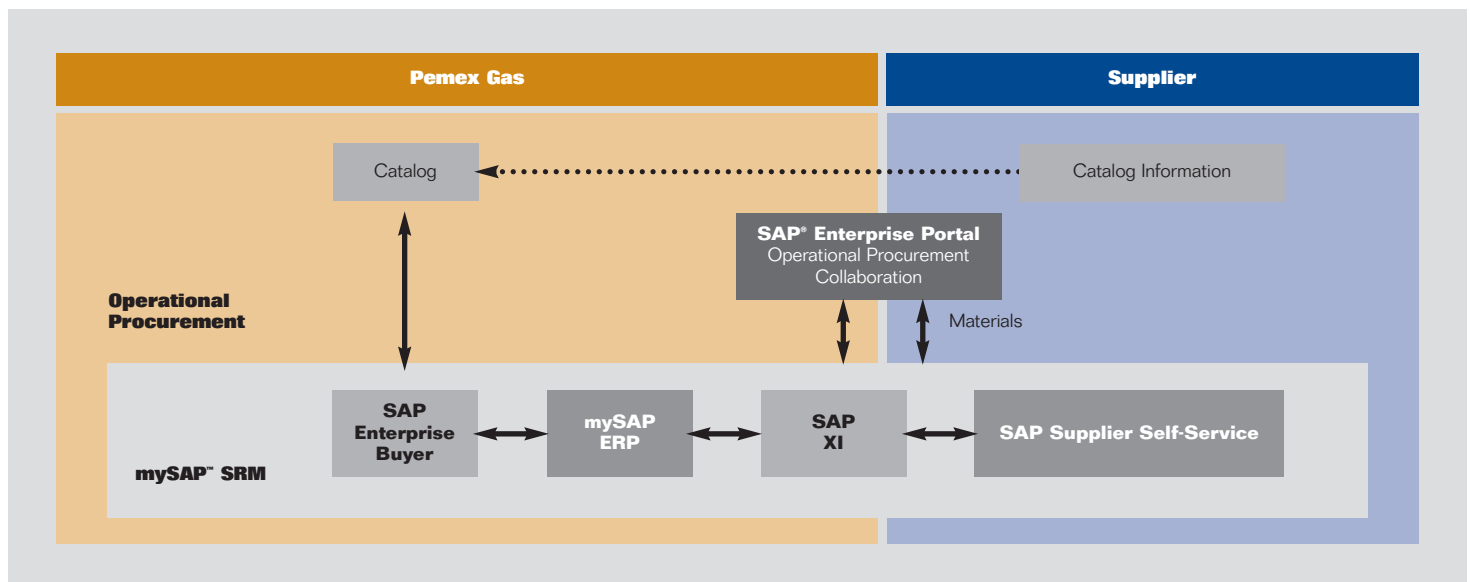 Pemex Gas
Supplier
Catalog
Catalog Information
SAP® Enterprise Portal
Operational Procurement
Collaboration
Operational
Procurement
Materials
SAP
Enterprise
Buyer
mySAP
ERP
SAP
XI
SAP Supplier Self-Service
mySAP™ SRM